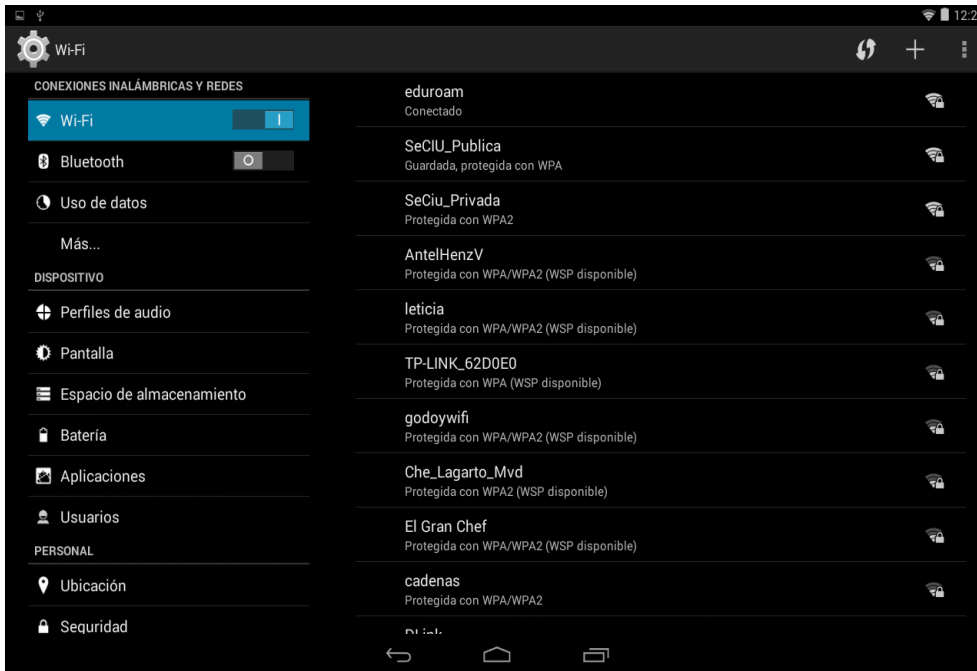 12:2
Wi-Fi
CONEXIONES INALÁMBRICAS Y REDES
Wi-Fi
Bluetooth
Uso de datos
Más...
DISPOSITIVO
Perfiles de audio
Pantalla
Espacio de almacenamiento
Batería
Aplicaciones
Usuarios
PERSONAL
Ubicación
Seguridad
eduroam
Conectado
SeCIU_Publica
Guardada, protegida con WPA
SeCiu_Privada
Protegida con WPA2
AntelHenzV
Protegida con WPA/WPA2 (WSP disponible)
leticia
Protegida con WPA/WPA2 (WSP disponible)
TP-LINK_62D0E0
Protegida con WPA (WSP disponible)
godoywifi
Protegida con WPA/WPA2 (WSP disponible)
Che_Lagarto_Mvd
Protegida con WPA2 (WSP disponible)
El Gran Chef
Protegida con WPA/WPA2 (WSP disponible)
cadenas
Protegida con WPA/WPA2
DLink